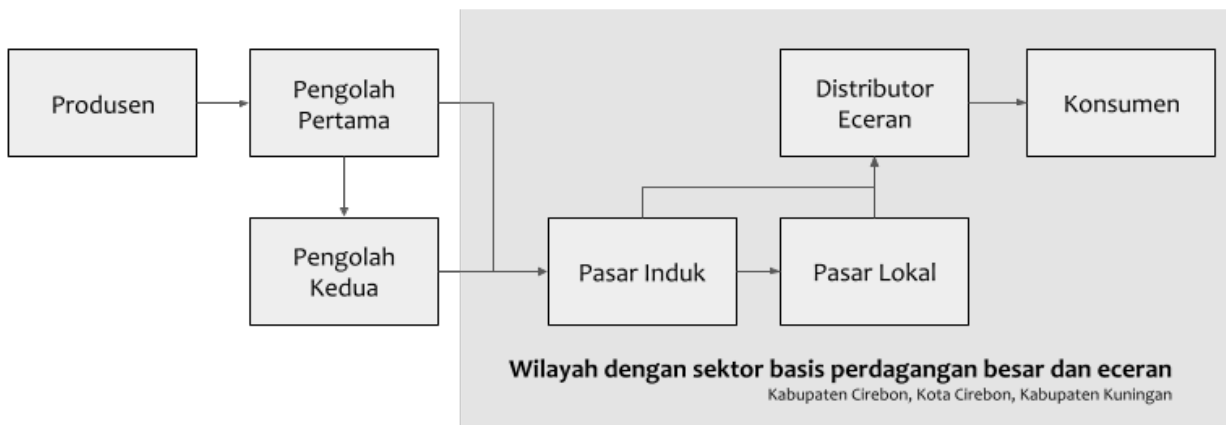 Produsen
Pengolah
Pertama
Distributor
Eceran
Konsumen
Pengolah
Kedua
Pasar Induk
Pasar Lokal
Wilayah dengan sektor basis perdagangan besar dan eceran
Kabupaten Cirebon, Kota Cirebon, Kabupaten Kuningan